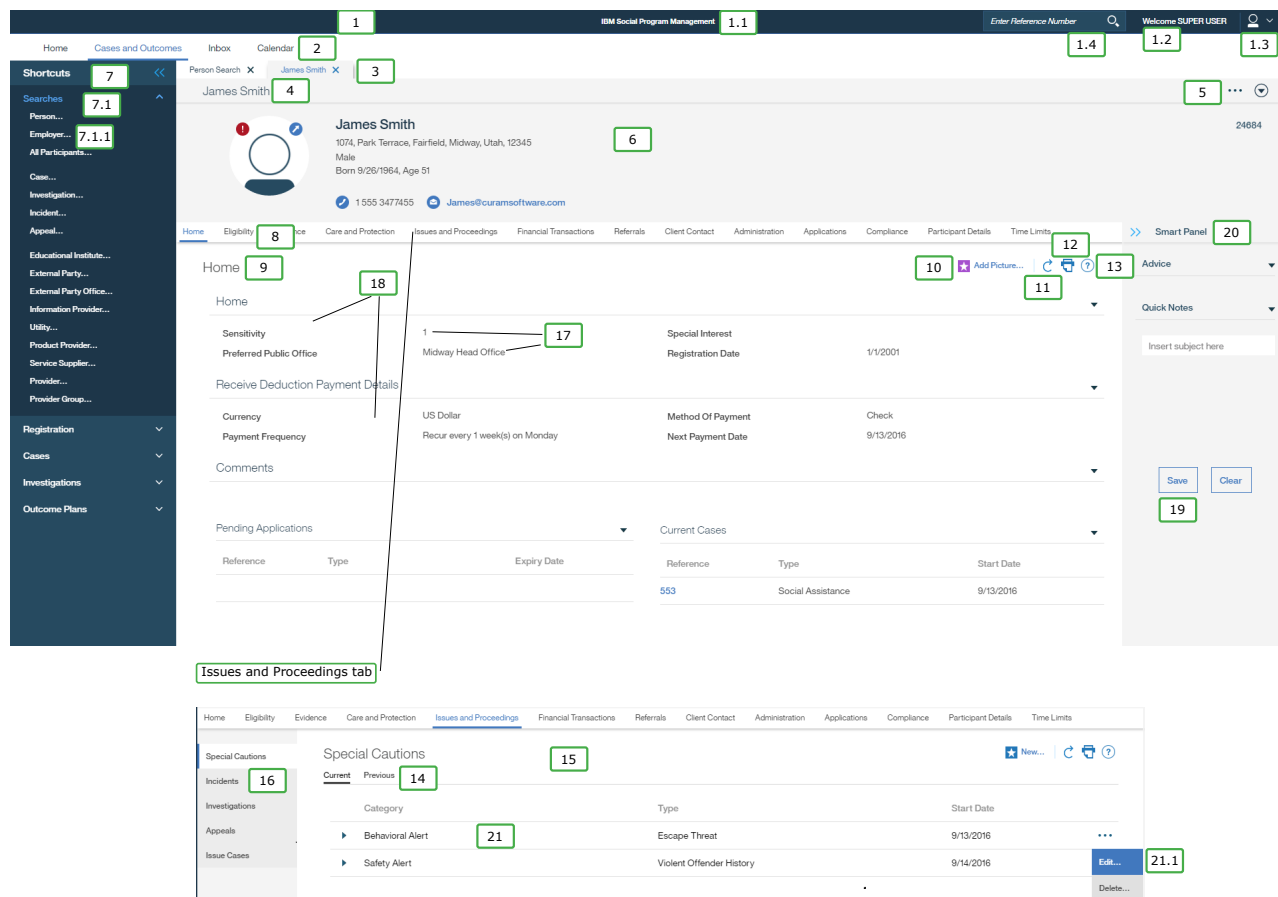 1
IBM Social Program Management 1.1
Enter Reference Number
1.4
Welcome SUPER USER
1.2
1.3
Home Cases and Outcomes Inbox Calendar 2
Shortcuts 7
Person Search X James Smith X 3
James Smith 4
5
Searches 7.1
Person...
Employer... 7.1.1
All Participants...
Case...
Investigation...
Incident...
Appeal...
Educational Institute...
External Party...
External Party Office...
Information Provider...
Utility...
Product Provider...
Service Supplier...
Provider...
Provider Group...
Registration
Cases
Investigations
Outcome Plans
James Smith
24684
1074, Park Terrace, Fairfield, Midway, Utah, 12345
6
Male
Born 9/26/1964, Age 51
1 555 3477455 James@curamsoftware.com
Home Eligibility 8 Care and Protection Issues and Proceedings Financial Transactions Referrals Client Contact Administration Applications Compliance Participant Details Time Limits
Smart Panel 20
12
Home 9
10 Add Picture... ? 13
11
Advice
18
Home
Quick Notes
Sensitivity 1 17 Special Interest
Preferred Public Office Midway Head Office Registration Date 1/1/2001
Insert subject here
Receive Deduction Payment Details
Currency US Dollar Method Of Payment Check
Payment Frequency Recur every 1 week(s) on Monday Next Payment Date 9/13/2016
Comments
Save Clear
19
Pending Applications
Current Cases
Reference Type Expiry Date
Reference Type Start Date
553 Social Assistance 9/13/2016
Issues and Proceedings tab
Home Eligibility Evidence Care and Protection Issues and Proceedings Financial Transactions Referrals Client Contact Administration Applications Compliance Participant Details Time Limits
Special Cautions
Incidents 16
Investigations
Appeals
Issue Cases
Special Cautions 15
New... ?
Current Previous 14
Category Type Start Date
Behavioral Alert 21 Escape Threat 9/13/2016
Safety Alert Violent Offender History 9/14/2016
Edit... 21.1
Delete...